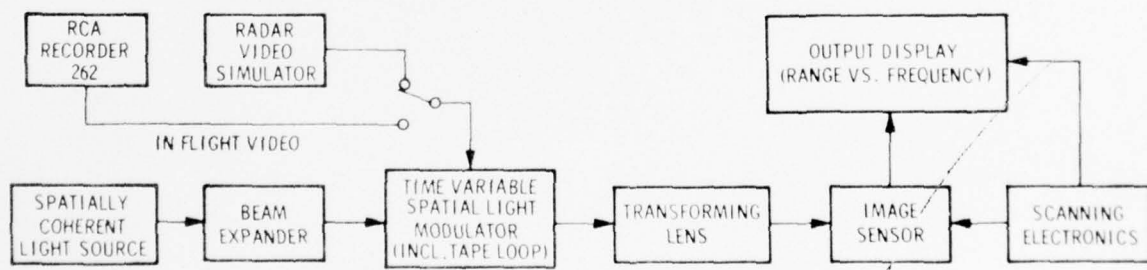 RCA
RECORDER
262
RADAR
VIDEO
SIMULATOR
OUTPUT DISPLAY
(RANGE VS. FREQUENCY)
IN FLIGHT VIDEO
SPATIALLY
COHERENT
LIGHT SOURCE
BEAM
EXPANDER
TIME VARIABLE
SPATIAL LIGHT
MODULATOR
(INCL. TAPE LOOP)
TRANSFORMING
LENS
IMAGE
SENSOR
SCANNING
ELECTRONICS